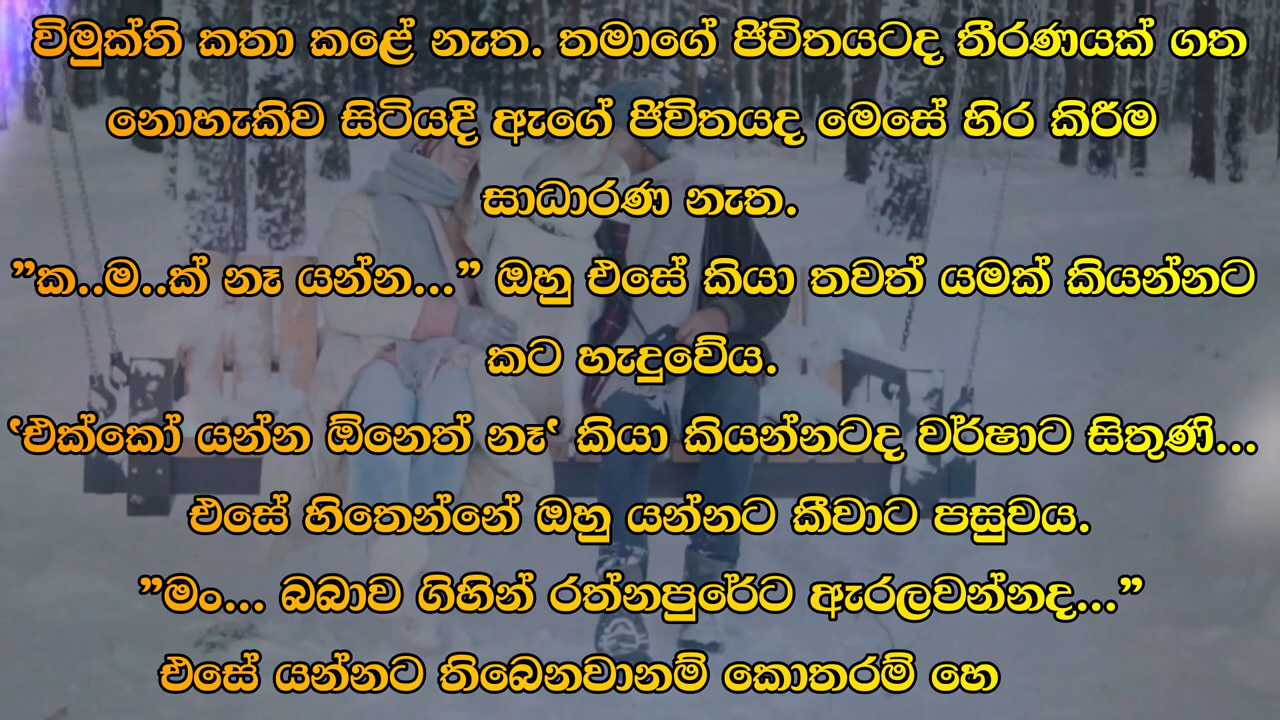 විමුක්ති කතා කළේ නැත. තමාගේ ජිවිතයටද තීරණයක් ගත
නොහැකිව සිටියදී ඇගේ ජිවිතයද මෙසේ හිර කිරීම
සාධාරණ නැත.
”ක..ම..ක් නෑ යන්න...” ඔහු එසේ කියා තවත් යමක් කියන්නට
කට හැදුවේය.
‘එක්කෝ යන්න ඕනෙත් නෑ‘ කියා කියන්නටද වර්ෂාට සිතුණි...
එසේ හිතෙන්නේ ඔහු යන්නට කීවාට පසුවය.
”මං... බබාව ගිහින් රත්නපුරේට ඇරලවන්නද...”
එසේ යන්නට තිබෙනවානම් කොතරම් හෙ